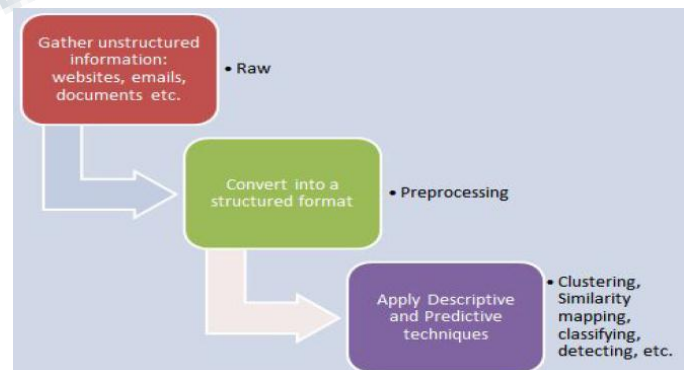 Gather unstructured
information:
websites, emails,
documents etc.
• Raw
Convert into a
structured format
• Preprocessing
Apply Descriptive
and Predictive
techniques
• Clustering,
Similarity
mapping,
classifying,
detecting, etc.